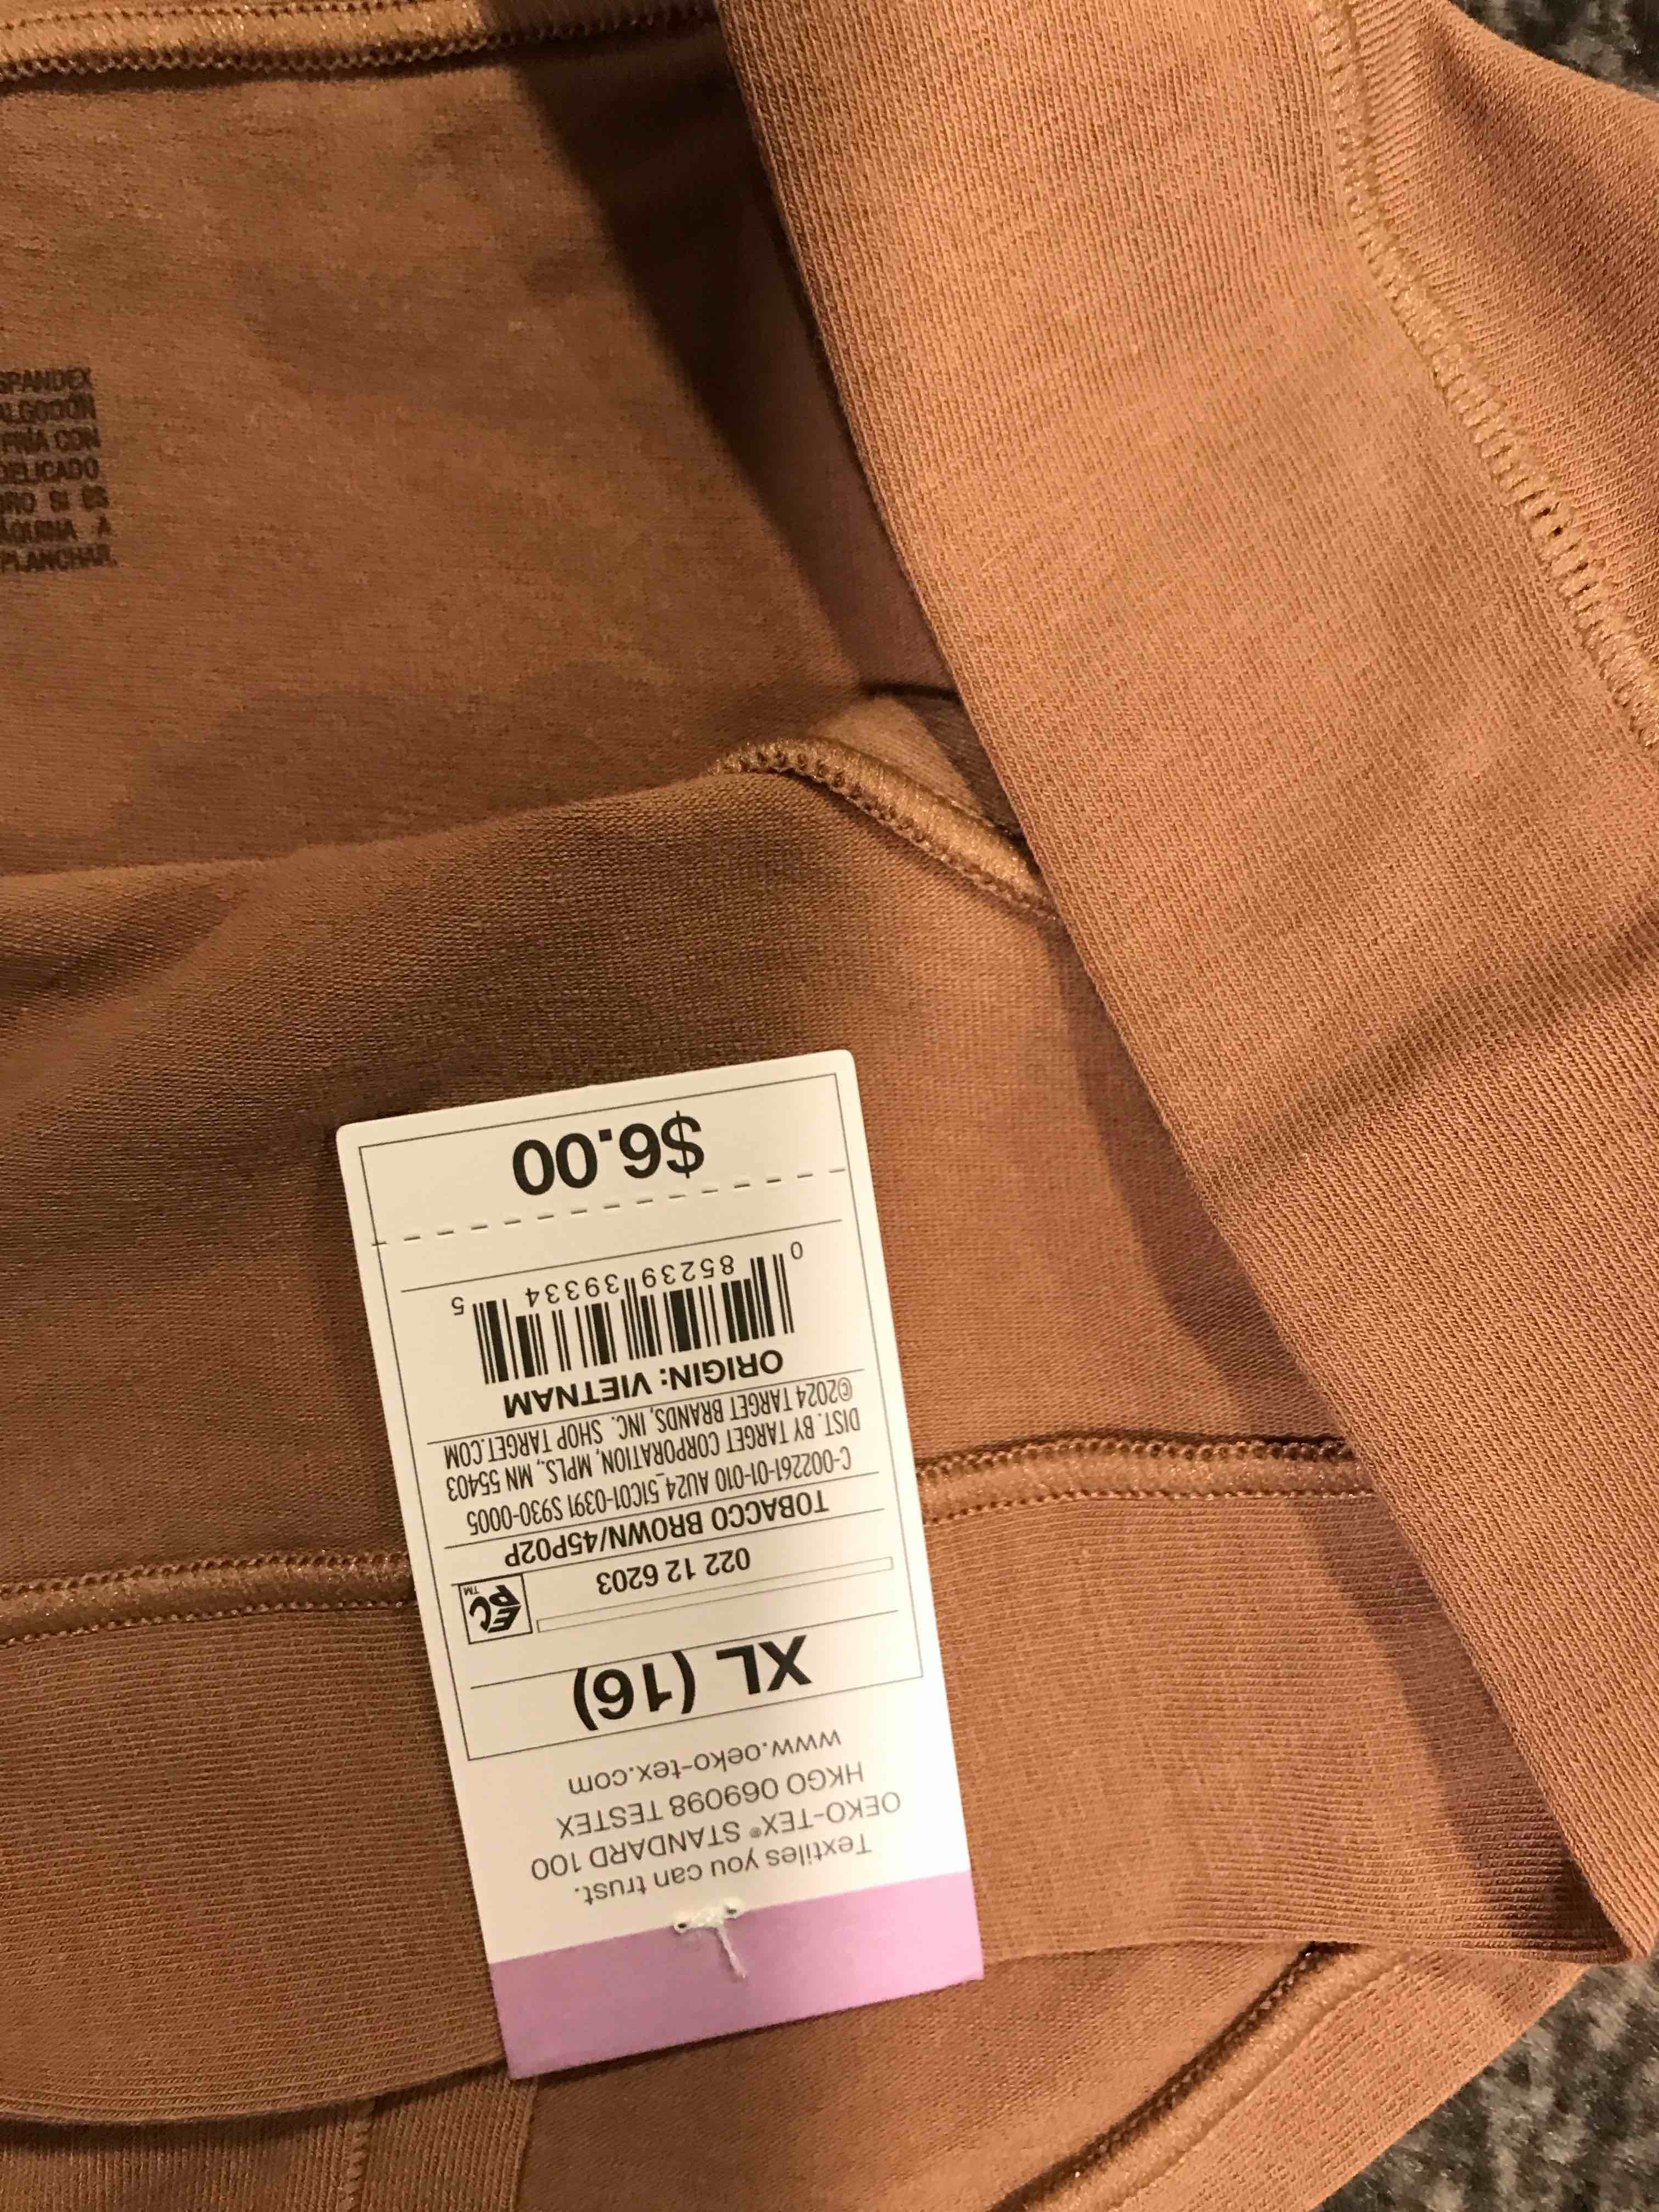 Textiles you can trust.
OEKO-TEX® STANDARD 100
HKGO 069098 TESTEX
www.oeko-tex.com
XL (16)
022 12 6203
EPC™
TOBACCO BROWN/45P02P
C-002261-01-010 AU24_51C01-0391 S930-0005
DIST. BY TARGET CORPORATION, MPLS., MN 55403
©2024 TARGET BRANDS, INC. SHOP TARGET.COM
ORIGIN: VIETNAM
0 85239 39334 5
$6.00
SPANDEX
ALGODÓN
FRÍA CON
DELICADO,
SI ES
A
PLANCHAR.